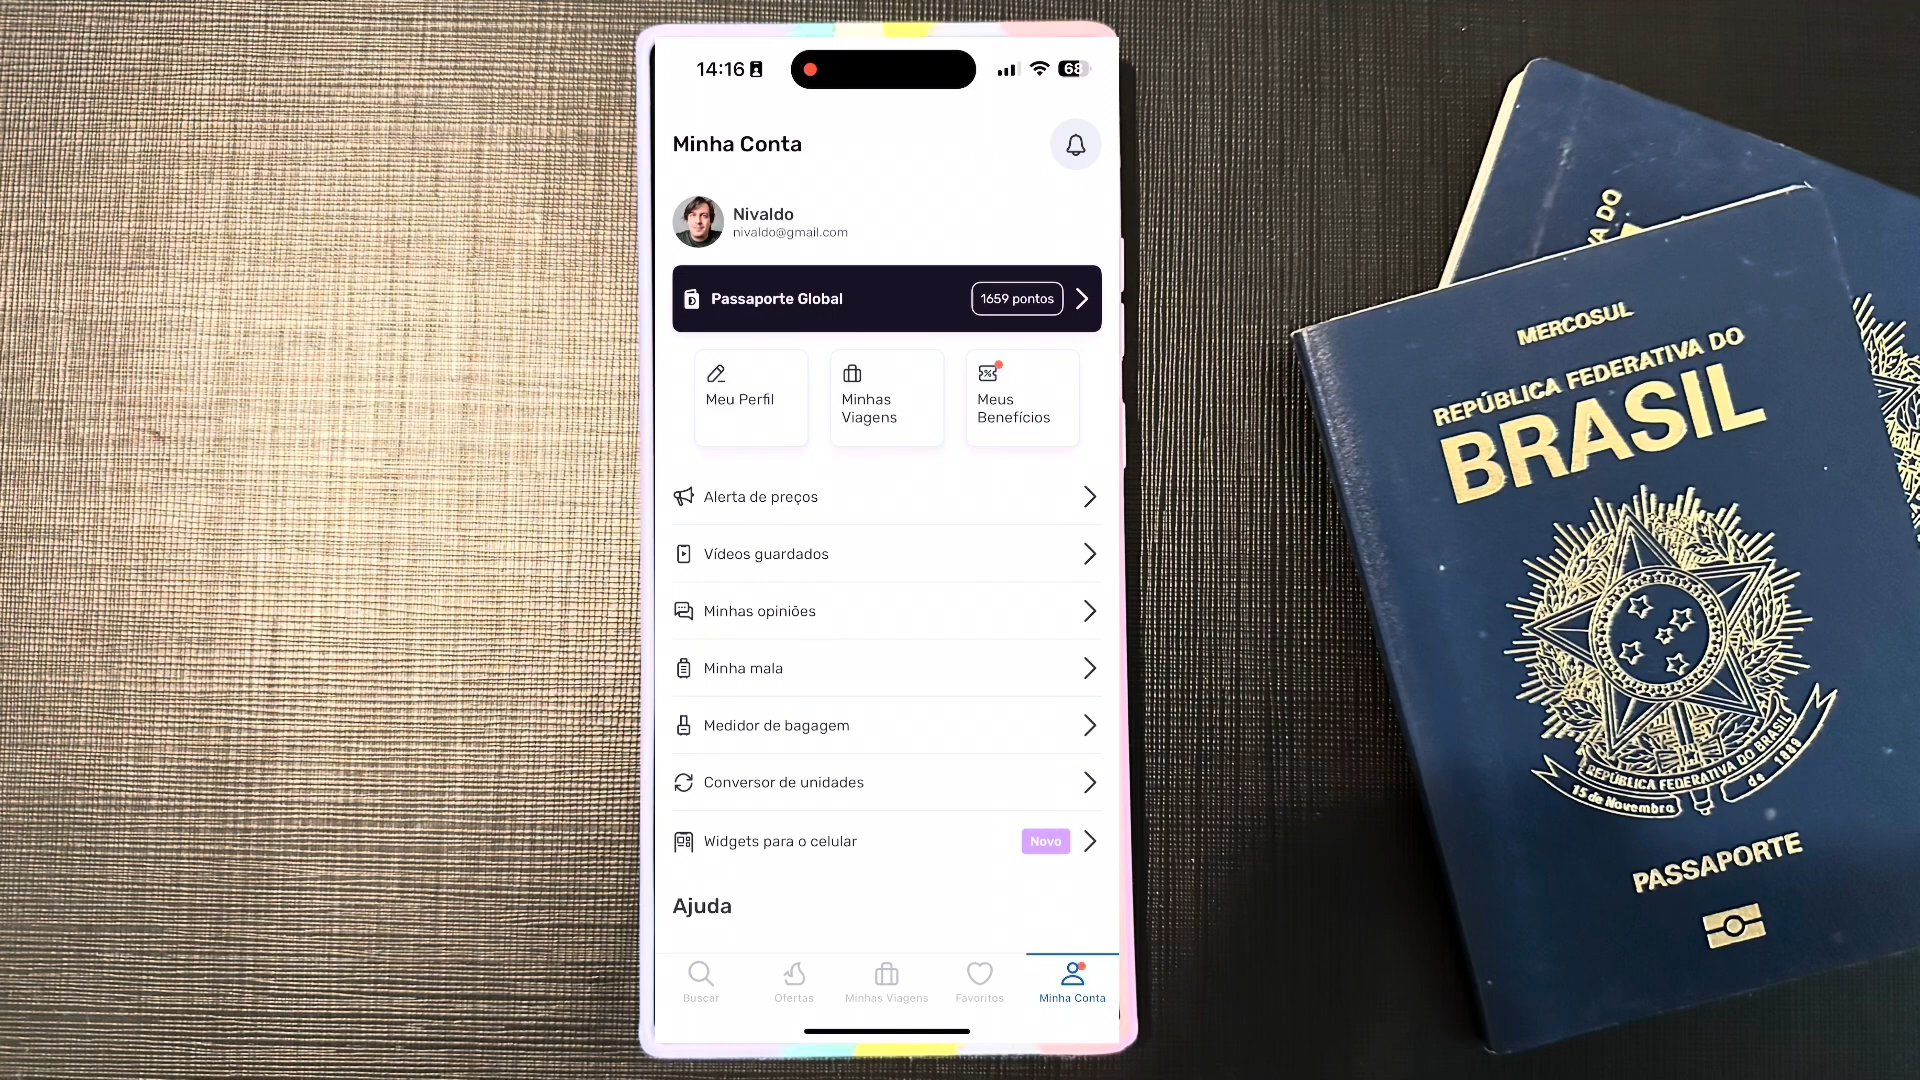 14:16
68
Minha Conta
Nivaldo
nivaldo@gmail.com
Passaporte Global
1659 pontos
Meu Perfil
Minhas
Viagens
Meus
Benefícios
Alerta de preços
Vídeos guardados
Minhas opiniões
Minha mala
Medidor de bagagem
Conversor de unidades
Widgets para o celular
Novo
Ajuda
Buscar
Ofertas
Minhas Viagens
Favoritos
Minha Conta
DO
MERCOSUL
REPÚBLICA FEDERATIVA DO
BRASIL
REPÚBLICA FEDERATIVA DO BRASIL
15 de Novembro
de 1889
PASSAPORTE